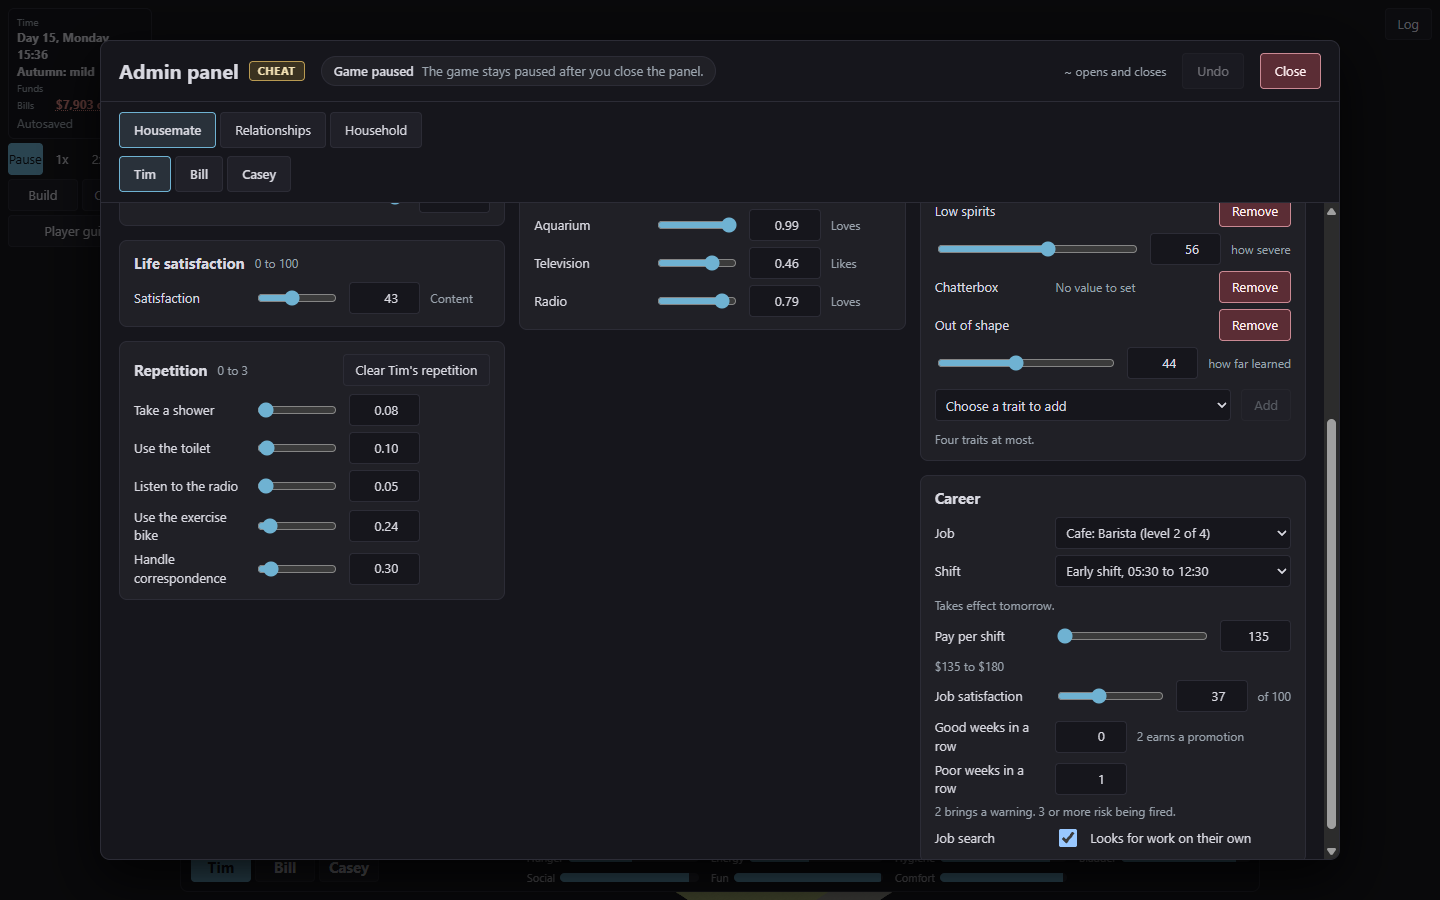 Time
Day 15, Monday
15:36
Autumn: mild
Funds
Bills $7,903
Autosaved
Pause 1x
Build
Player gui
Log
Admin panel CHEAT Game paused The game stays paused after you close the panel. ~ opens and closes Undo Close
Housemate Relationships Household
Tim Bill Casey
Life satisfaction 0 to 100
Satisfaction 43 Content
Repetition 0 to 3 Clear Tim's repetition
Take a shower 0.08
Use the toilet 0.10
Listen to the radio 0.05
Use the exercise
bike 0.24
Handle
correspondence 0.30
Aquarium 0.99 Loves
Television 0.46 Likes
Radio 0.79 Loves
Low spirits Remove
56 how severe
Chatterbox No value to set Remove
Out of shape Remove
44 how far learned
Choose a trait to add Add
Four traits at most.
Career
Job Cafe: Barista (level 2 of 4)
Shift Early shift, 05:30 to 12:30
Takes effect tomorrow.
Pay per shift 135
$135 to $180
Job satisfaction 37 of 100
Good weeks in a
row 0 2 earns a promotion
Poor weeks in a
row 1
2 brings a warning. 3 or more risk being fired.
Job search Looks for work on their own
Tim Bill Casey
Social Fun Comfort